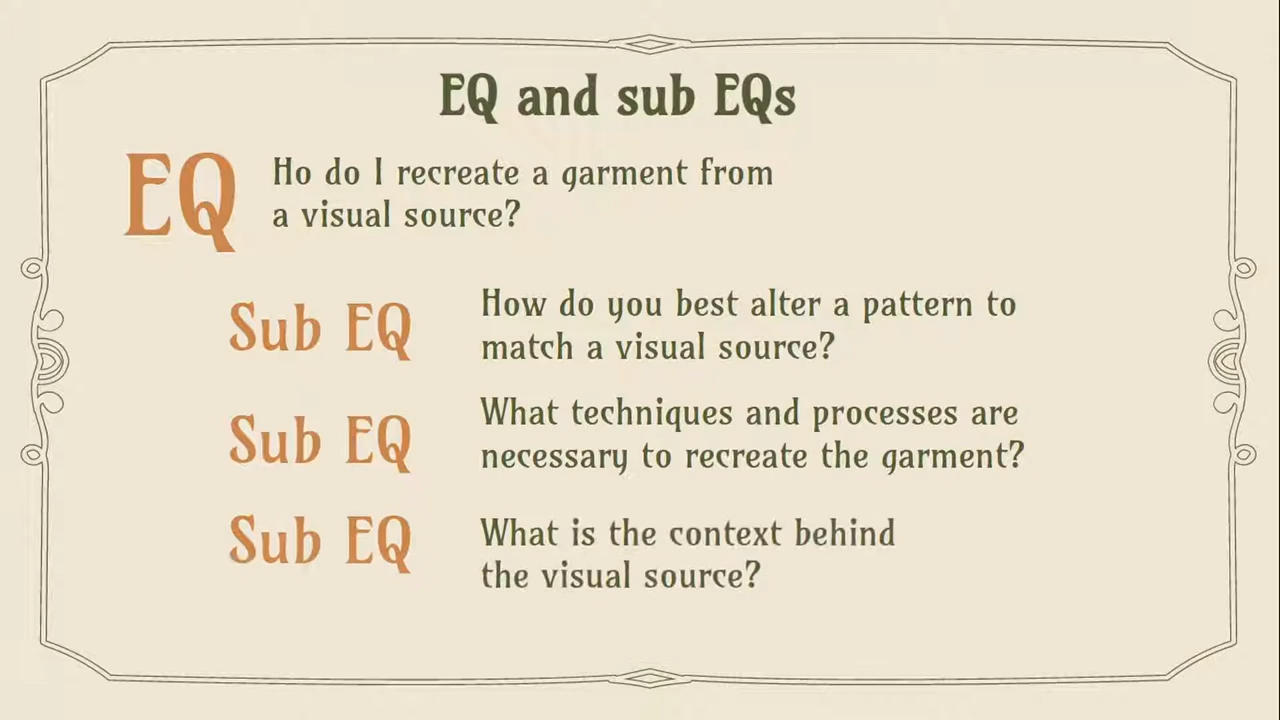 EQ and sub EQs
EQ
Ho do I recreate a garment from
a visual source?
Sub EQ
How do you best alter a pattern to
match a visual source?
Sub EQ
What techniques and processes are
necessary to recreate the garment?
Sub EQ
What is the context behind
the visual source?